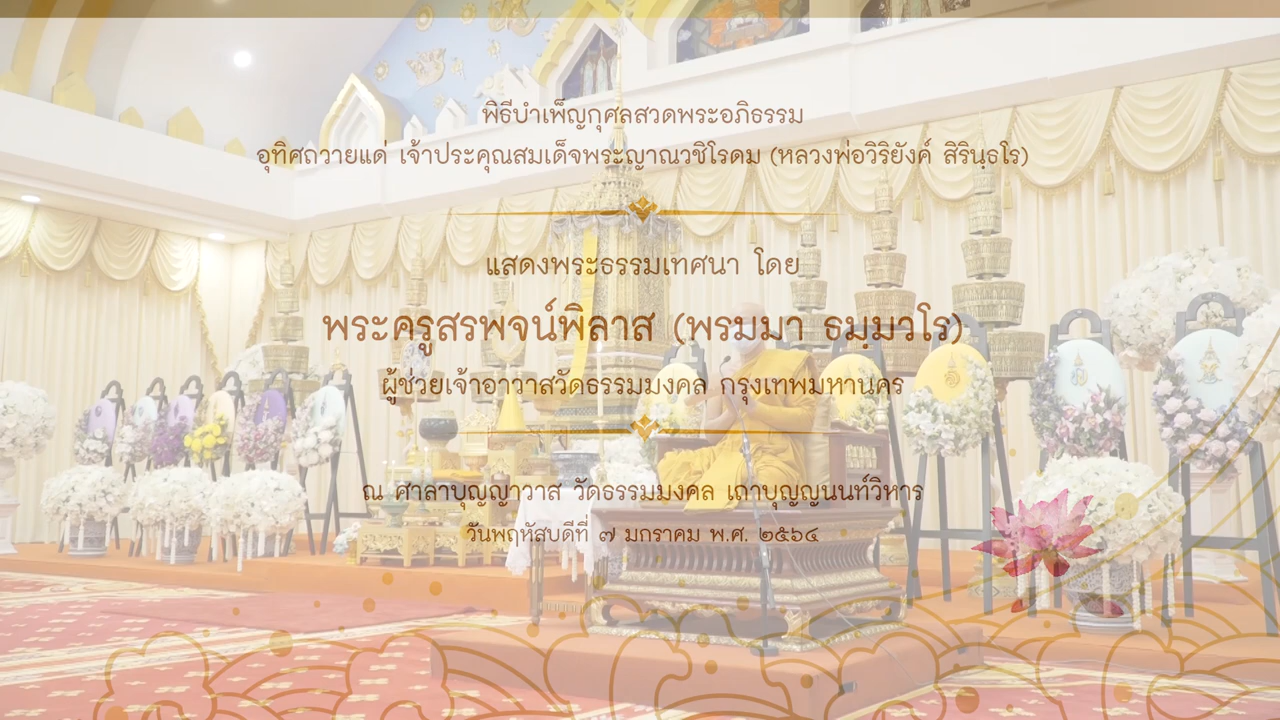 พิธีบำเพ็ญกุศลสวดพระอภิธรรม
อุทิศถวายแด่ เจ้าประคุณสมเด็จพระญาณวชิโรดม (หลวงพ่อวิริยังค์ สิรินฺธโร)
แสดงพระธรรมเทศนา โดย
พระครูสรพจน์พิลาส (พรมมา ธมฺมวโร)
ผู้ช่วยเจ้าอาวาสวัดธรรมมงคล กรุงเทพมหานคร
ณ ศาลาบุญญาวาส วัดธรรมมงคล เถาบุญญนนท์วิหาร
วันพฤหัสบดีที่ ๗ มกราคม พ.ศ. ๒๕๖๔